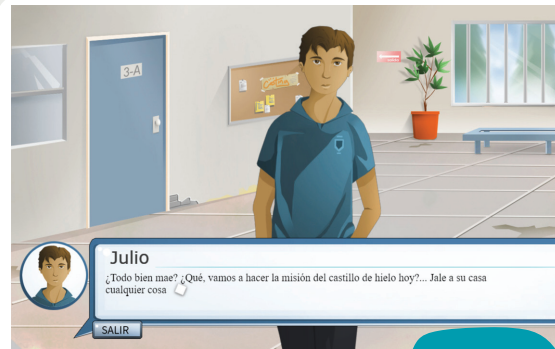 3-A
Julio
¿Todo bien mae? ¿Qué, vamos a hacer la misión del castillo de hielo hoy?... Jale a su casa
cualquier cosa
SALIR